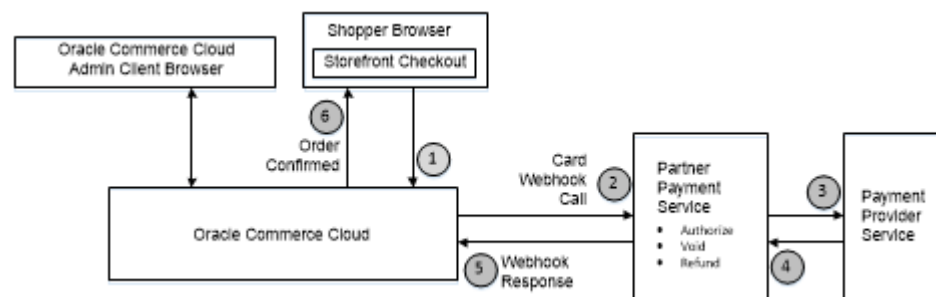 Oracle Commerce Cloud
Admin Client Browser
Shopper Browser
Storefront Checkout
6
Order
Confirmed
1
Card
Webhook
Call
2
Partner
Payment
Service
• Authorize
• Void
• Refund
3
Payment
Provider
Service
Oracle Commerce Cloud
5
Webhook
Response
4